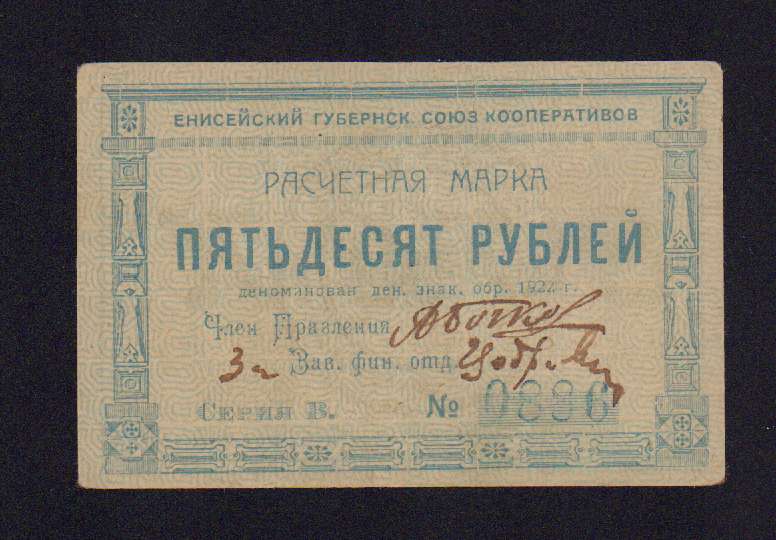 ЕНИСЕЙСКИЙ ГУБЕРНСК. СОЮЗ КООПЕРАТИВОВ
РАСЧЕТНАЯ МАРКА
ПЯТЬДЕСЯТ РУБЛЕЙ
деноминован. ден. знак. обр. 1922 г.
Член Правления
За Зав. фин. отд.
Серия В. № 0886